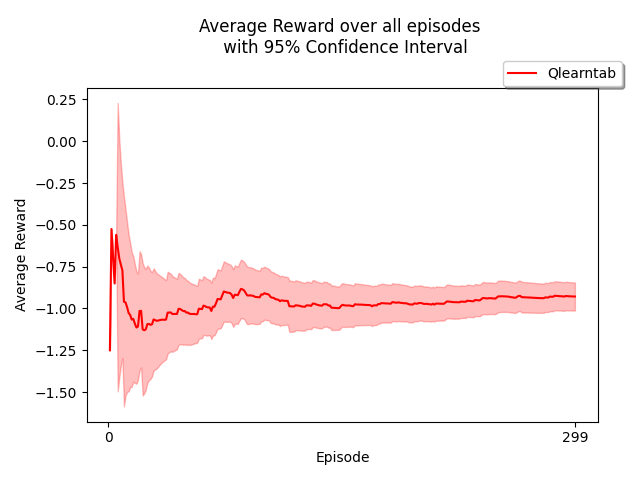 Average Reward over all episodes
with 95% Confidence Interval
Qlearntab
Average Reward
0.25
0.00
−0.25
−0.50
−0.75
−1.00
−1.25
−1.50
0
299
Episode